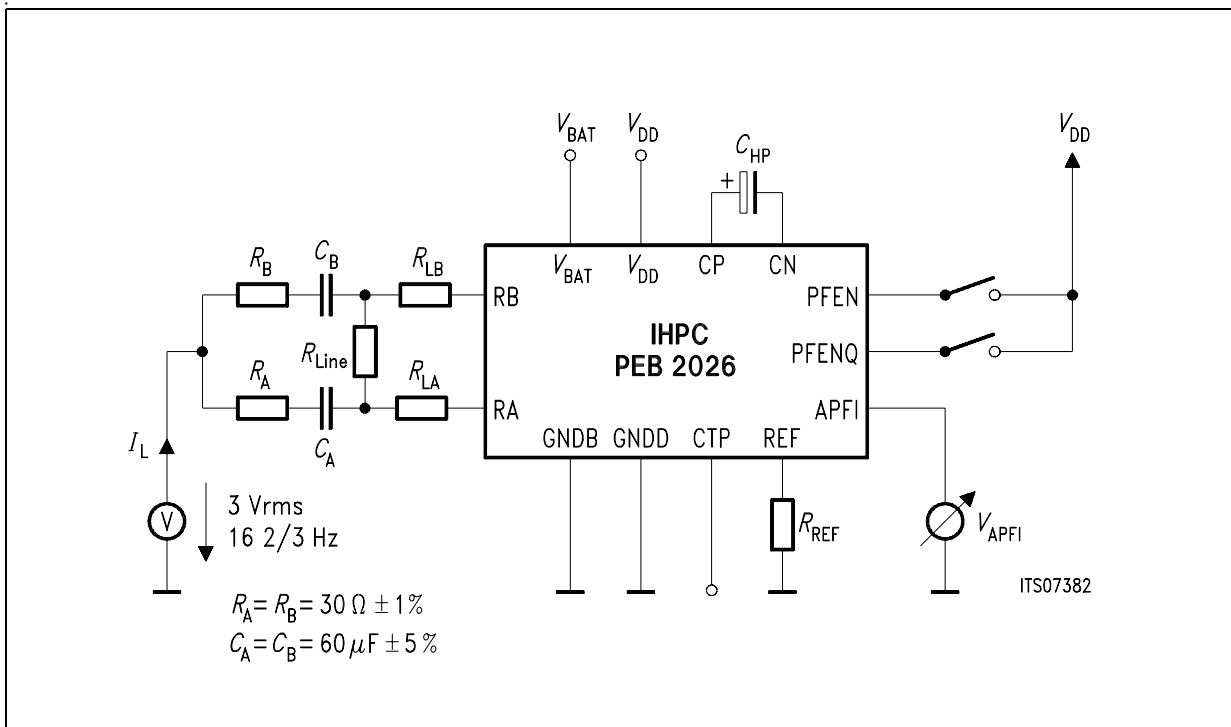 V_BAT V_DD C_HP V_DD
+
R_B C_B R_LB
V_BAT V_DD CP CN
RB PFEN
R_Line
IHPC
PEB 2026
PFENQ
R_A R_LA
RA APFI
C_A
GNDB GNDD CTP REF
I_L
V
3 Vrms
16 2/3 Hz
R_REF V_APFI
ITS07382
R_A = R_B = 30 Ω ± 1%
C_A = C_B = 60 µF ± 5 %